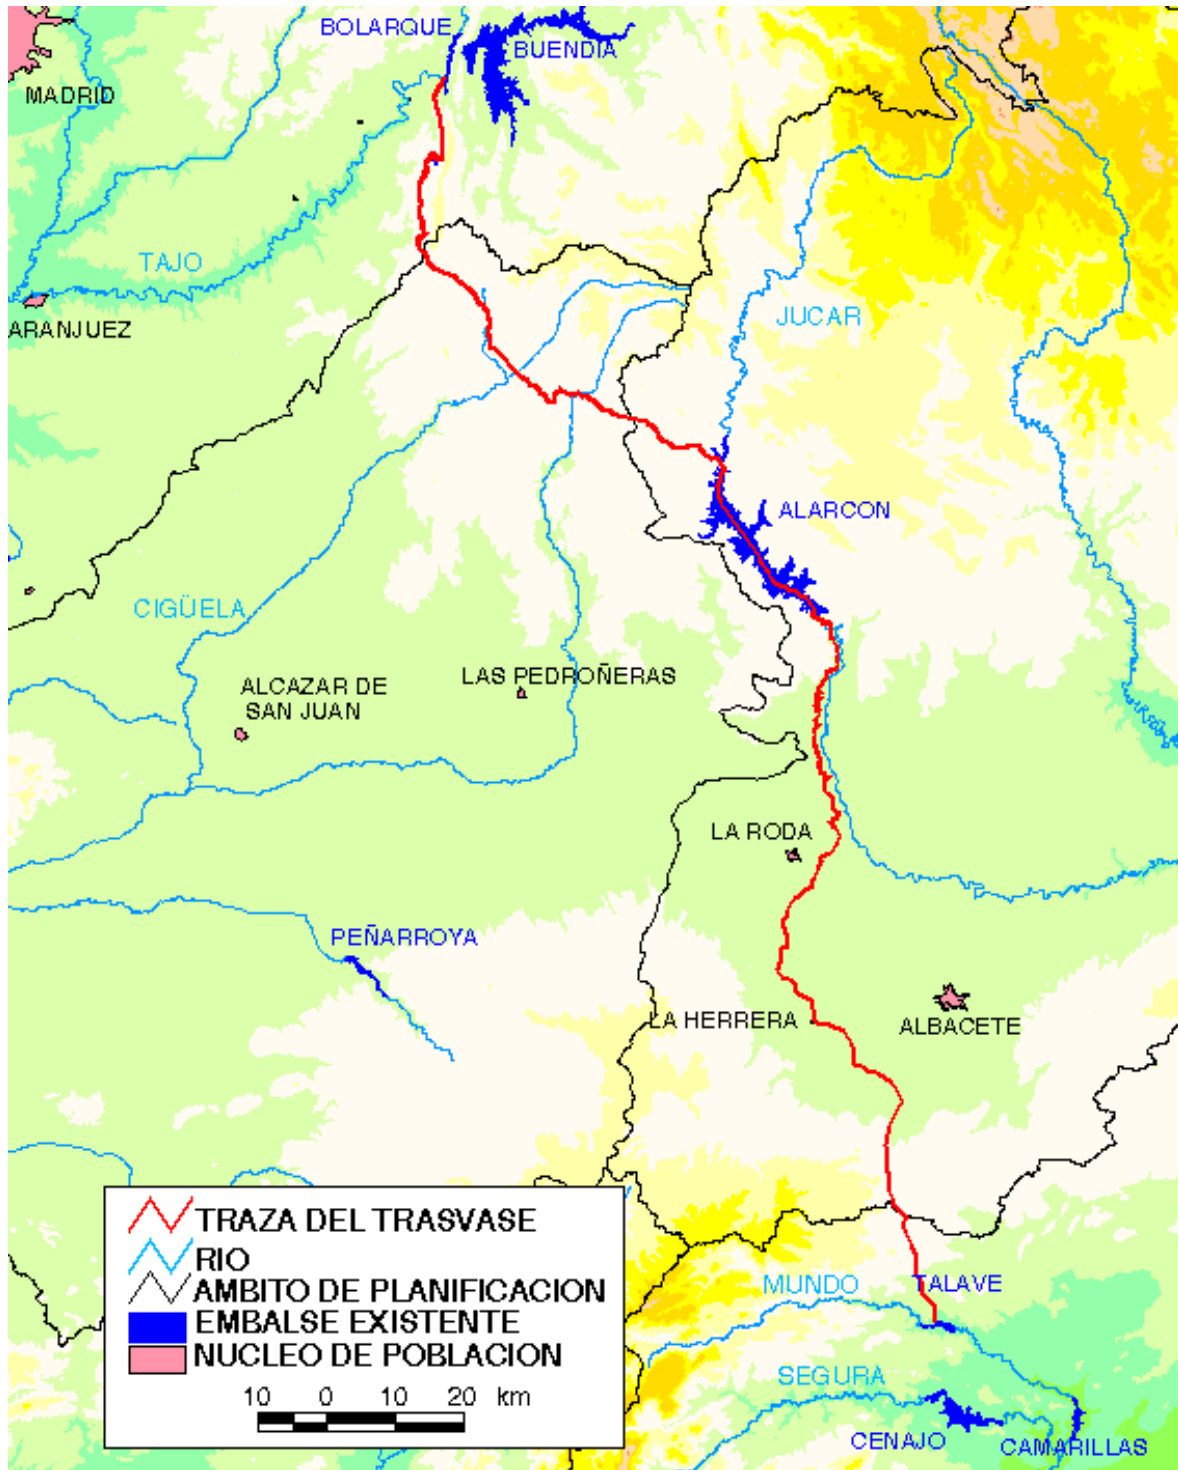 BOLARQUE
BUENDIA
MADRID
TAJO
JUCAR
ARANJUEZ
ALARCON
CIGÜELA
LAS PEDROÑERAS
ALCAZAR DE
SAN JUAN
LA RODA
PEÑARROYA
LA HERRERA
ALBACETE
TRAZA DEL TRASVASE
RIO
AMBITO DE PLANIFICACION
EMBALSE EXISTENTE
NUCLEO DE POBLACION
10 0 10 20 km
MUNDO
TALAVE
SEGURA
CENAJO
CAMARILLAS